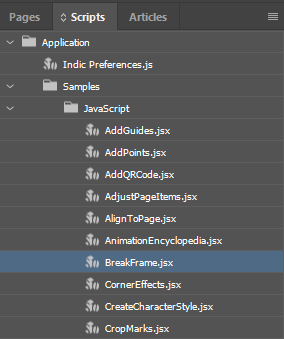 Pages Scripts Articles
Application
Indic Preferences.js
Samples
JavaScript
AddGuides.jsx
AddPoints.jsx
AddQRCode.jsx
AdjustPageItems.jsx
AlignToPage.jsx
AnimationEncyclopedia.jsx
BreakFrame.jsx
CornerEffects.jsx
CreateCharacterStyle.jsx
CropMarks.jsx